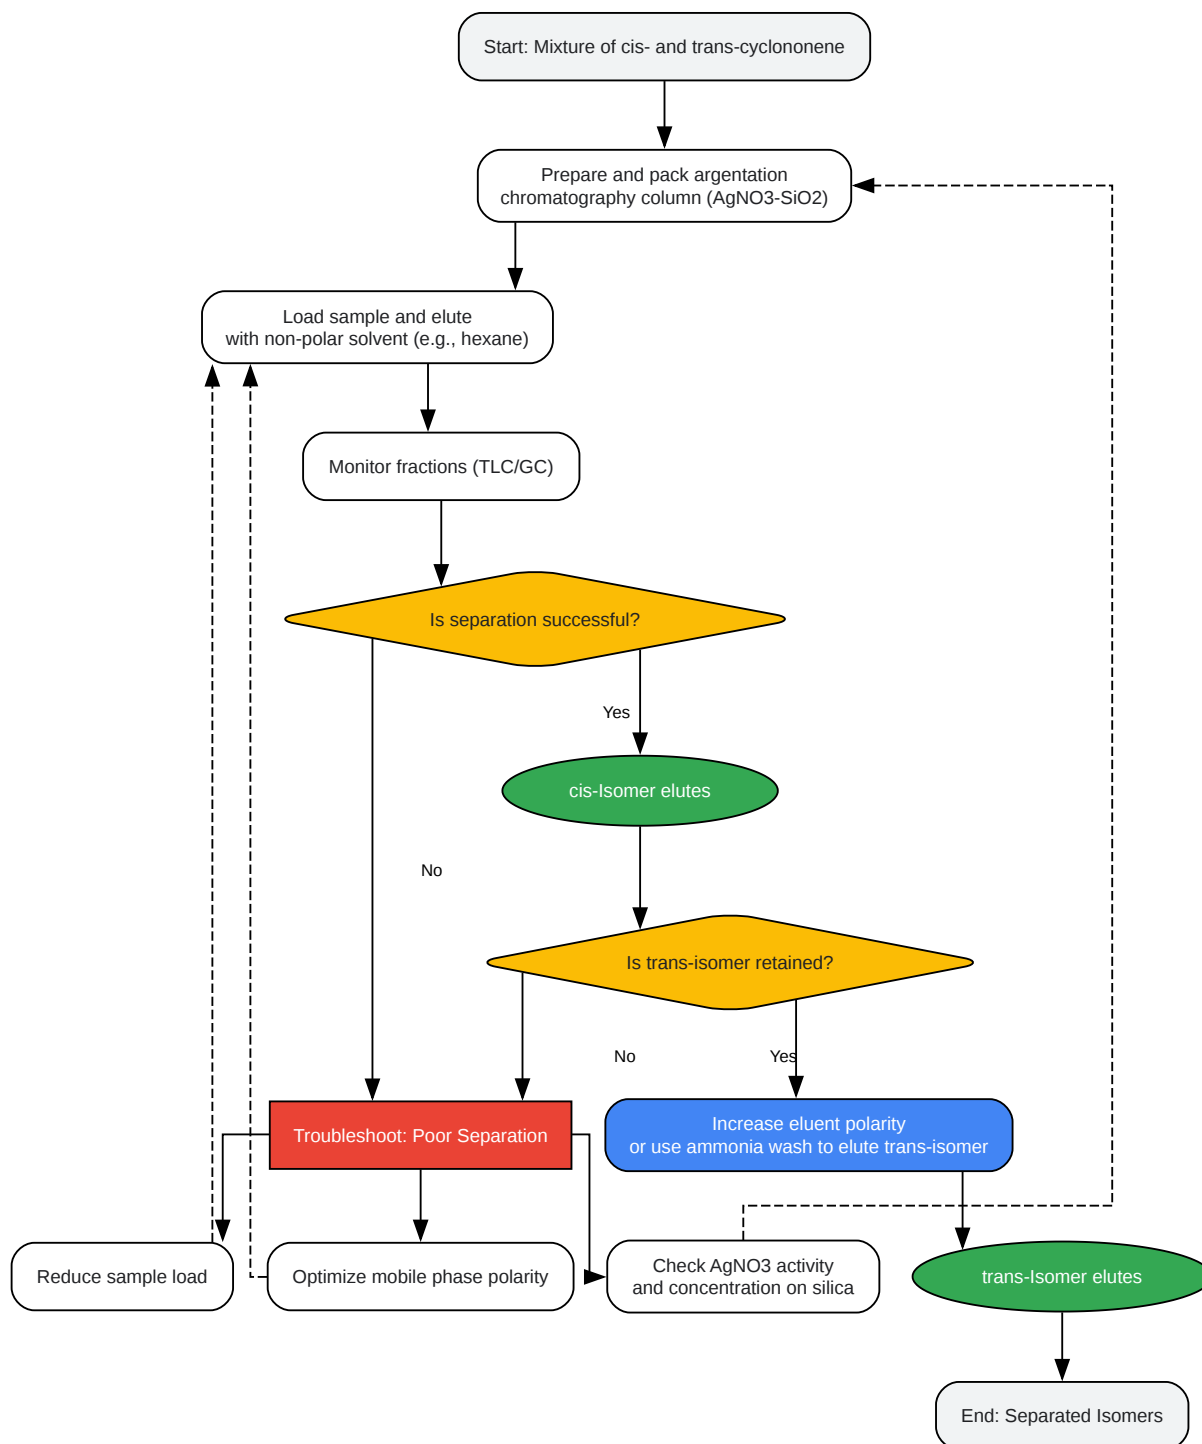 Start: Mixture of cis- and trans-cyclononene
Prepare and pack argentation
chromatography column (AgNO3-SiO2)
Load sample and elute
with non-polar solvent (e.g., hexane)
Monitor fractions (TLC/GC)
Is separation successful?
Yes
cis-Isomer elutes
No
Is trans-isomer retained?
No
Yes
Troubleshoot: Poor Separation
Increase eluent polarity
or use ammonia wash to elute trans-isomer
Reduce sample load
Optimize mobile phase polarity
Check AgNO3 activity
and concentration on silica
trans-Isomer elutes
End: Separated Isomers